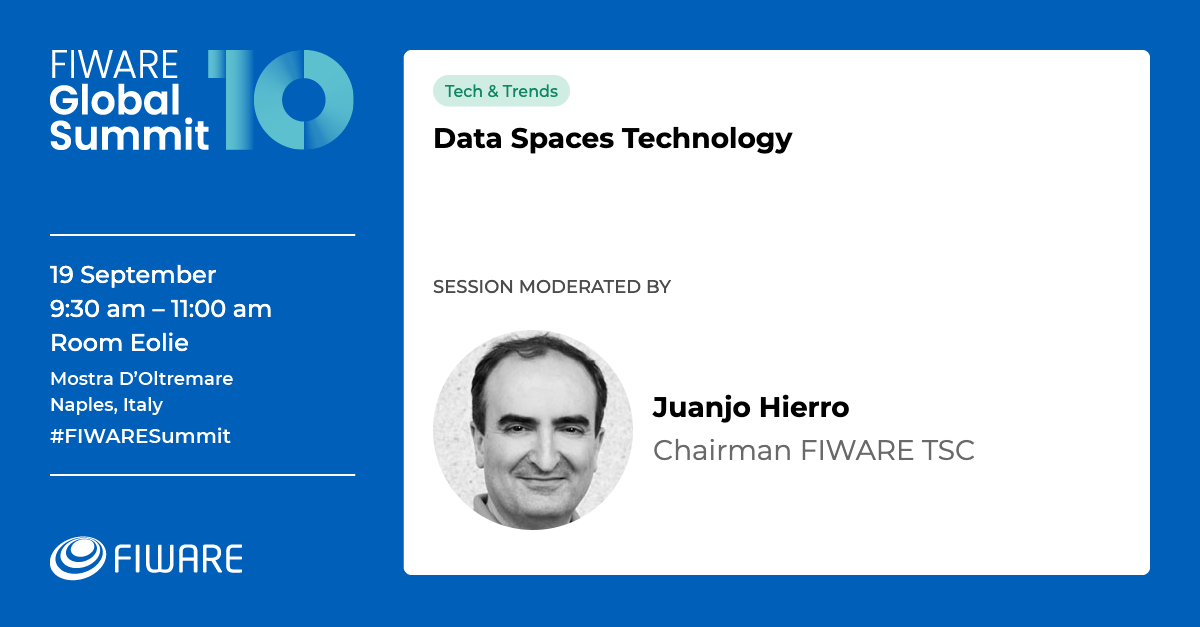 FIWARE
Global
Summit
10
19 September
9:30 am – 11:00 am
Room Eolie
Mostra D’Oltremare
Naples, Italy
#FIWARESummit
FIWARE
Tech & Trends
Data Spaces Technology
SESSION MODERATED BY
Juanjo Hierro
Chairman FIWARE TSC